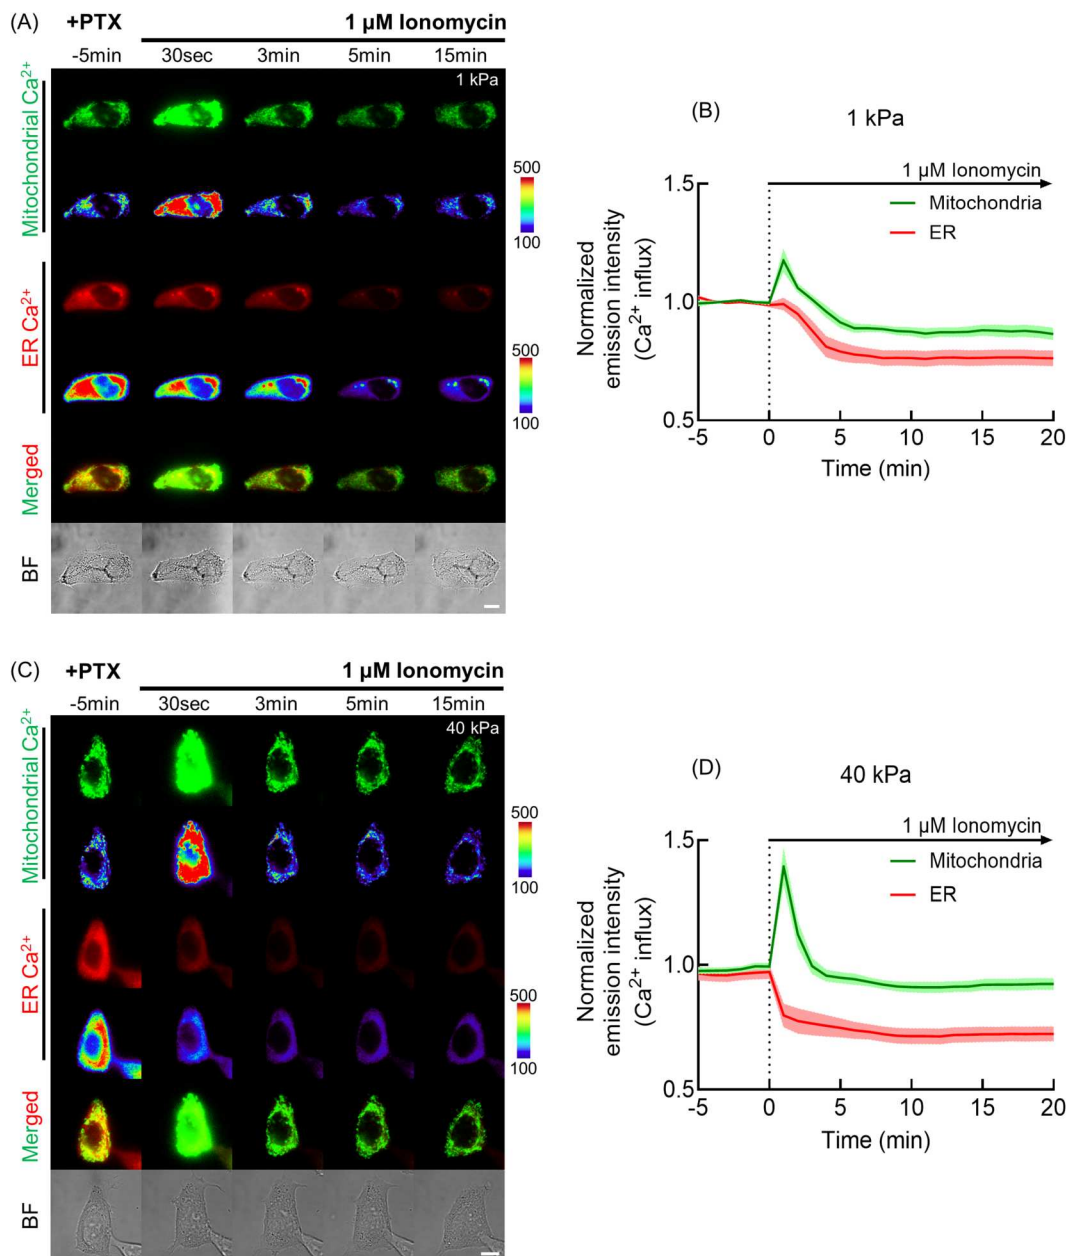 (A)
+PTX
1 µM Ionomycin
-5min 30sec 3min 5min 15min
1 kPa
Mitochondrial Ca²⁺
500
100
ER Ca²⁺
500
100
Merged
BF
(B)
1 kPa
1 µM Ionomycin
Mitochondria
ER
Normalized
emission intensity
(Ca²⁺ influx)
1.5
1.0
0.5
-5 0 5 10 15 20
Time (min)
(C)
+PTX
1 µM Ionomycin
-5min 30sec 3min 5min 15min
40 kPa
Mitochondrial Ca²⁺
500
100
ER Ca²⁺
500
100
Merged
BF
(D)
40 kPa
1 µM Ionomycin
Mitochondria
ER
Normalized
emission intensity
(Ca²⁺ influx)
1.5
1.0
0.5
-5 0 5 10 15 20
Time (min)